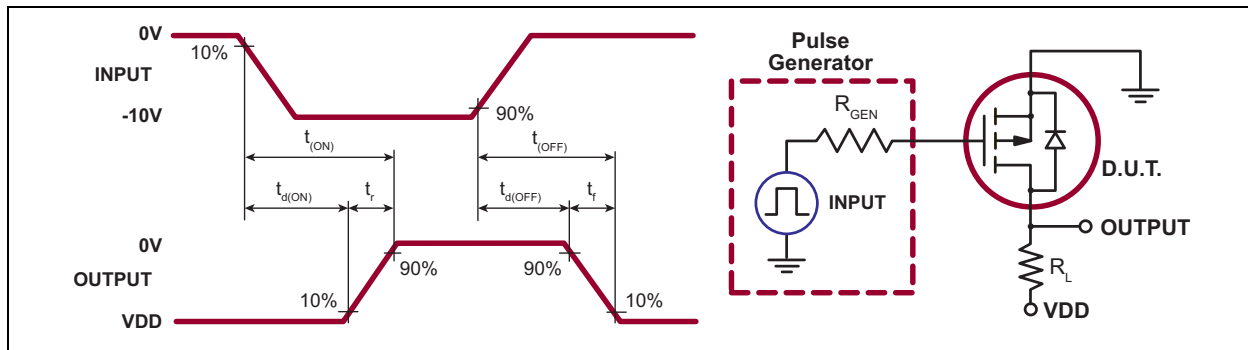 0V
10%
INPUT
-10V
90%
t(ON)
t(OFF)
td(ON)
tr
td(OFF)
tf
0V
90%
90%
OUTPUT
10%
10%
VDD
Pulse
Generator
RGEN
INPUT
D.U.T.
OUTPUT
RL
VDD